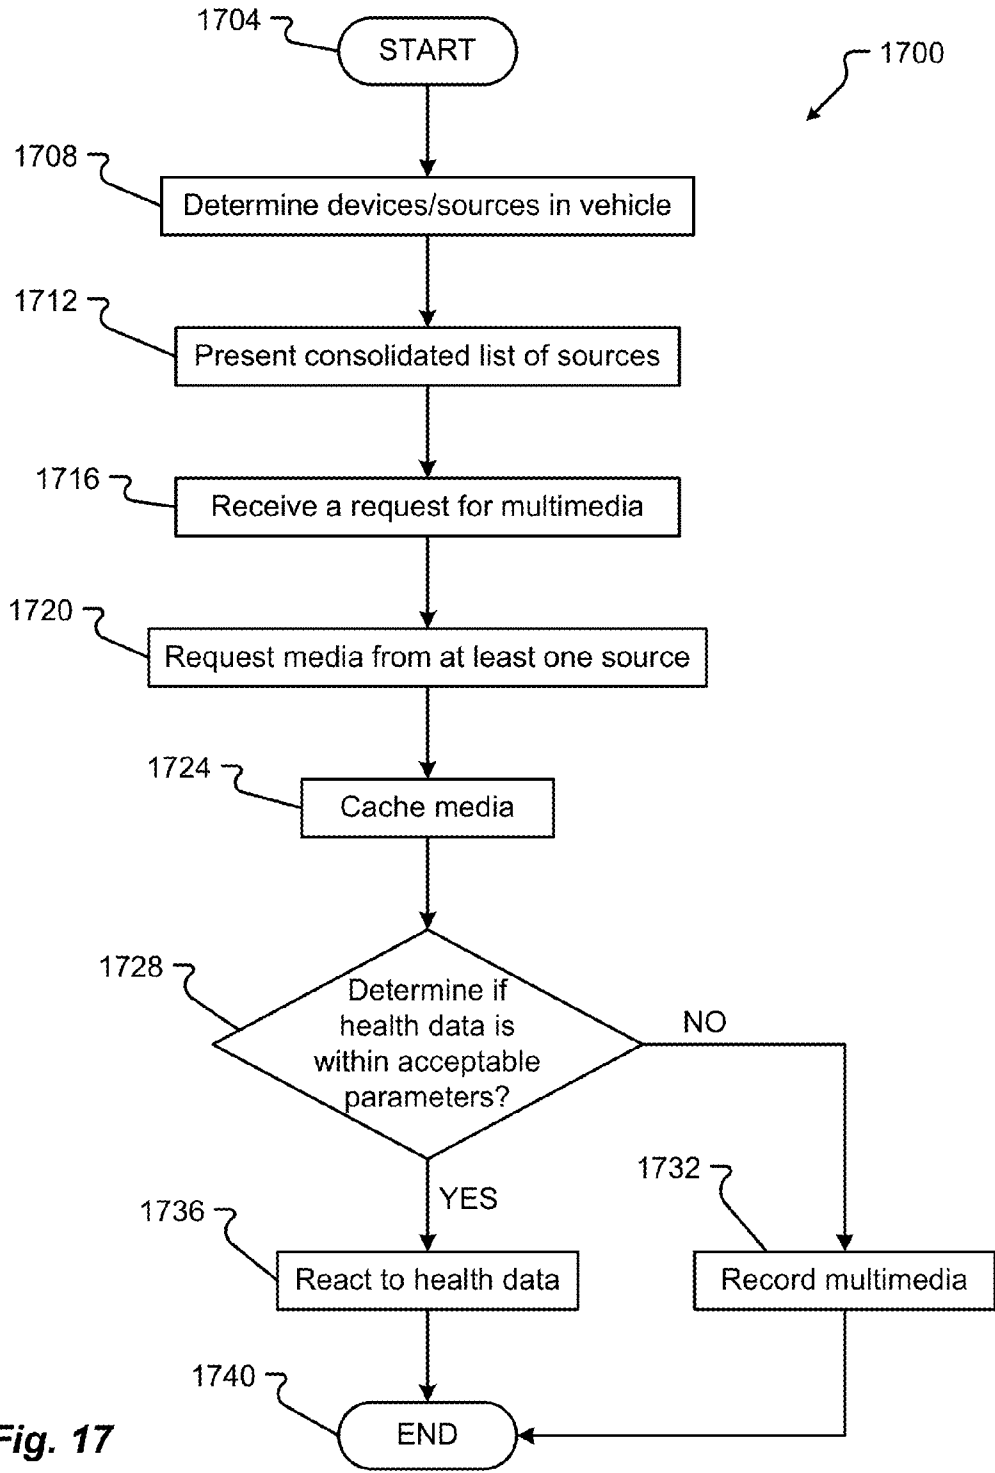 1704
START
1700
1708
Determine devices/sources in vehicle
1712
Present consolidated list of sources
1716
Receive a request for multimedia
1720
Request media from at least one source
1724
Cache media
1728
Determine if
health data is
within acceptable
parameters?
NO
YES
1732
1736
React to health data
Record multimedia
1740
END
Fig. 17